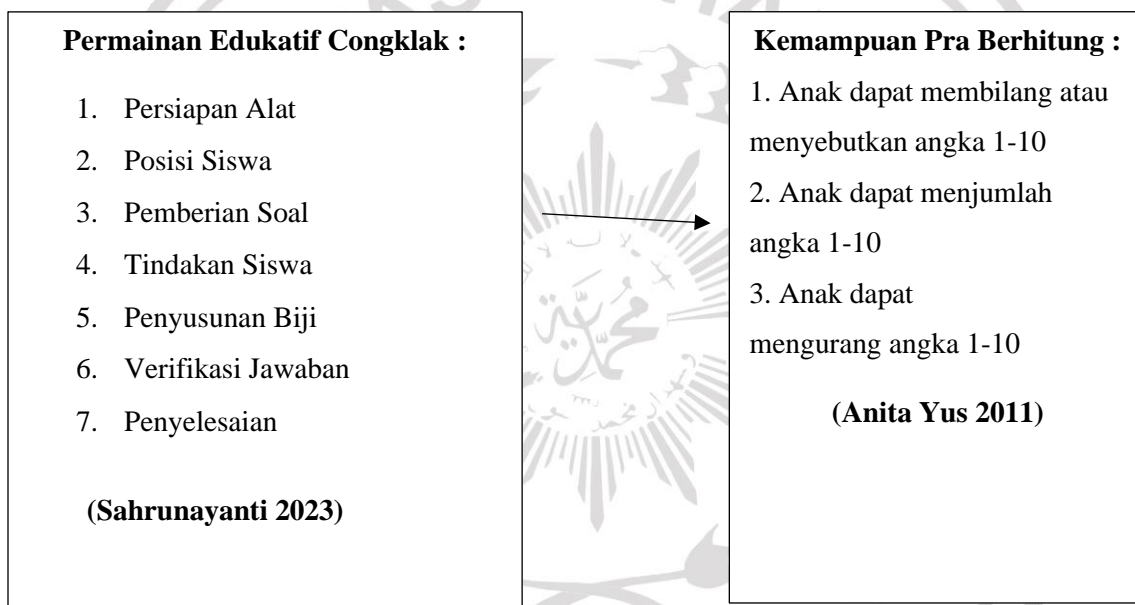 Permainan Edukatif Congklak :
1. Persiapan Alat
2. Posisi Siswa
3. Pemberian Soal
4. Tindakan Siswa
5. Penyusunan Biji
6. Verifikasi Jawaban
7. Penyelesaian
(Sahrunayanti 2023)
Kemampuan Pra Berhitung :
1. Anak dapat membilang atau
menyebutkan angka 1-10
2. Anak dapat menjumlah
angka 1-10
3. Anak dapat
mengurang angka 1-10
(Anita Yus 2011)